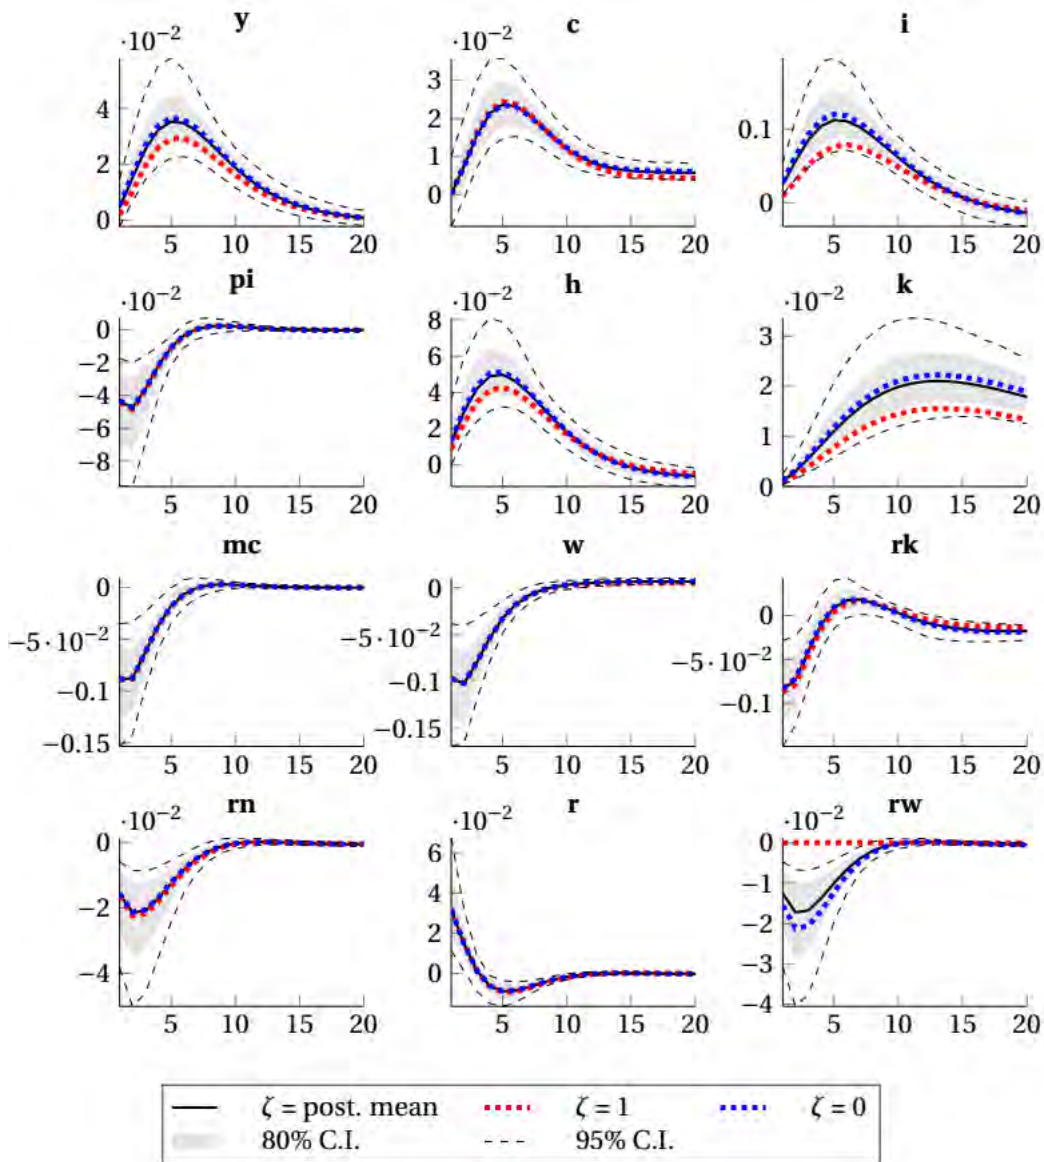 y c i
·10⁻² ·10⁻²
4 2 0
5 10 15 20
3 2 1 0
5 10 15 20
0.1 0
5 10 15 20
pi h k
·10⁻² ·10⁻² ·10⁻²
0 −2 −4 −6 −8
5 10 15 20
8 6 4 2 0
5 10 15 20
3 2 1 0
5 10 15 20
mc w rk
0 −5·10⁻² −0.1 −0.15
5 10 15 20
0 −5·10⁻² −0.1 −0.15
5 10 15 20
0 −5·10⁻² −0.1
5 10 15 20
rn r rw
·10⁻² ·10⁻² ·10⁻²
0 −2 −4
5 10 15 20
6 4 2 0
5 10 15 20
0 −1 −2 −3 −4
5 10 15 20
ζ = post. mean ζ = 1 ζ = 0
80% C.I. 95% C.I.